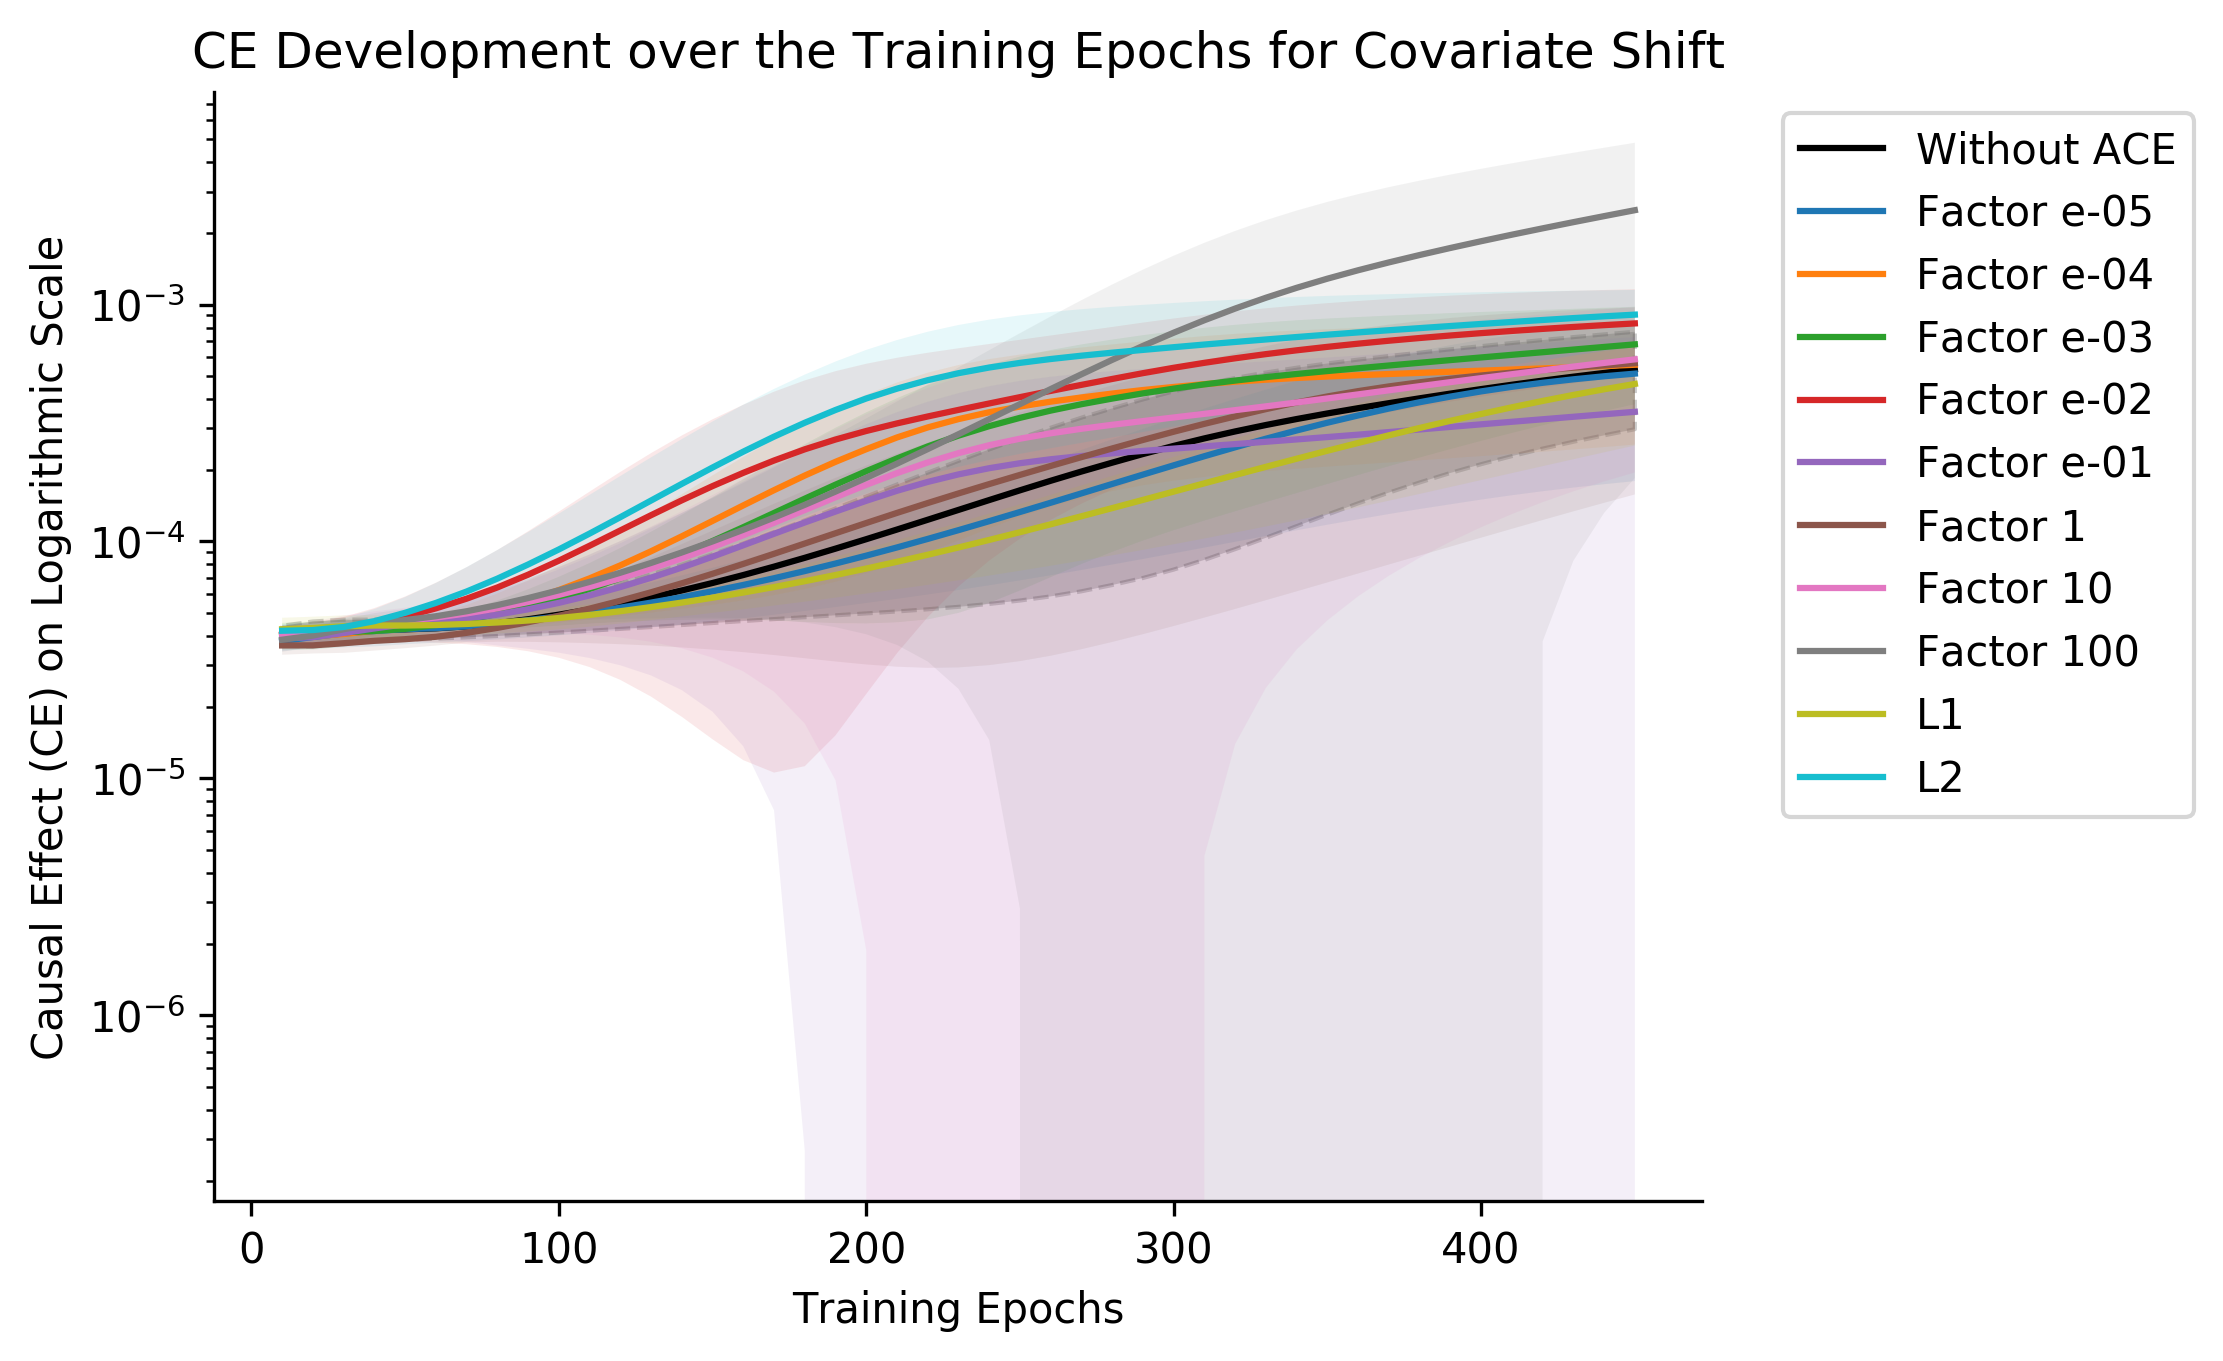 CE Development over the Training Epochs for Covariate Shift
Causal Effect (CE) on Logarithmic Scale
10⁻³
10⁻⁴
10⁻⁵
10⁻⁶
0 100 200 300 400
Training Epochs
Without ACE
Factor e-05
Factor e-04
Factor e-03
Factor e-02
Factor e-01
Factor 1
Factor 10
Factor 100
L1
L2